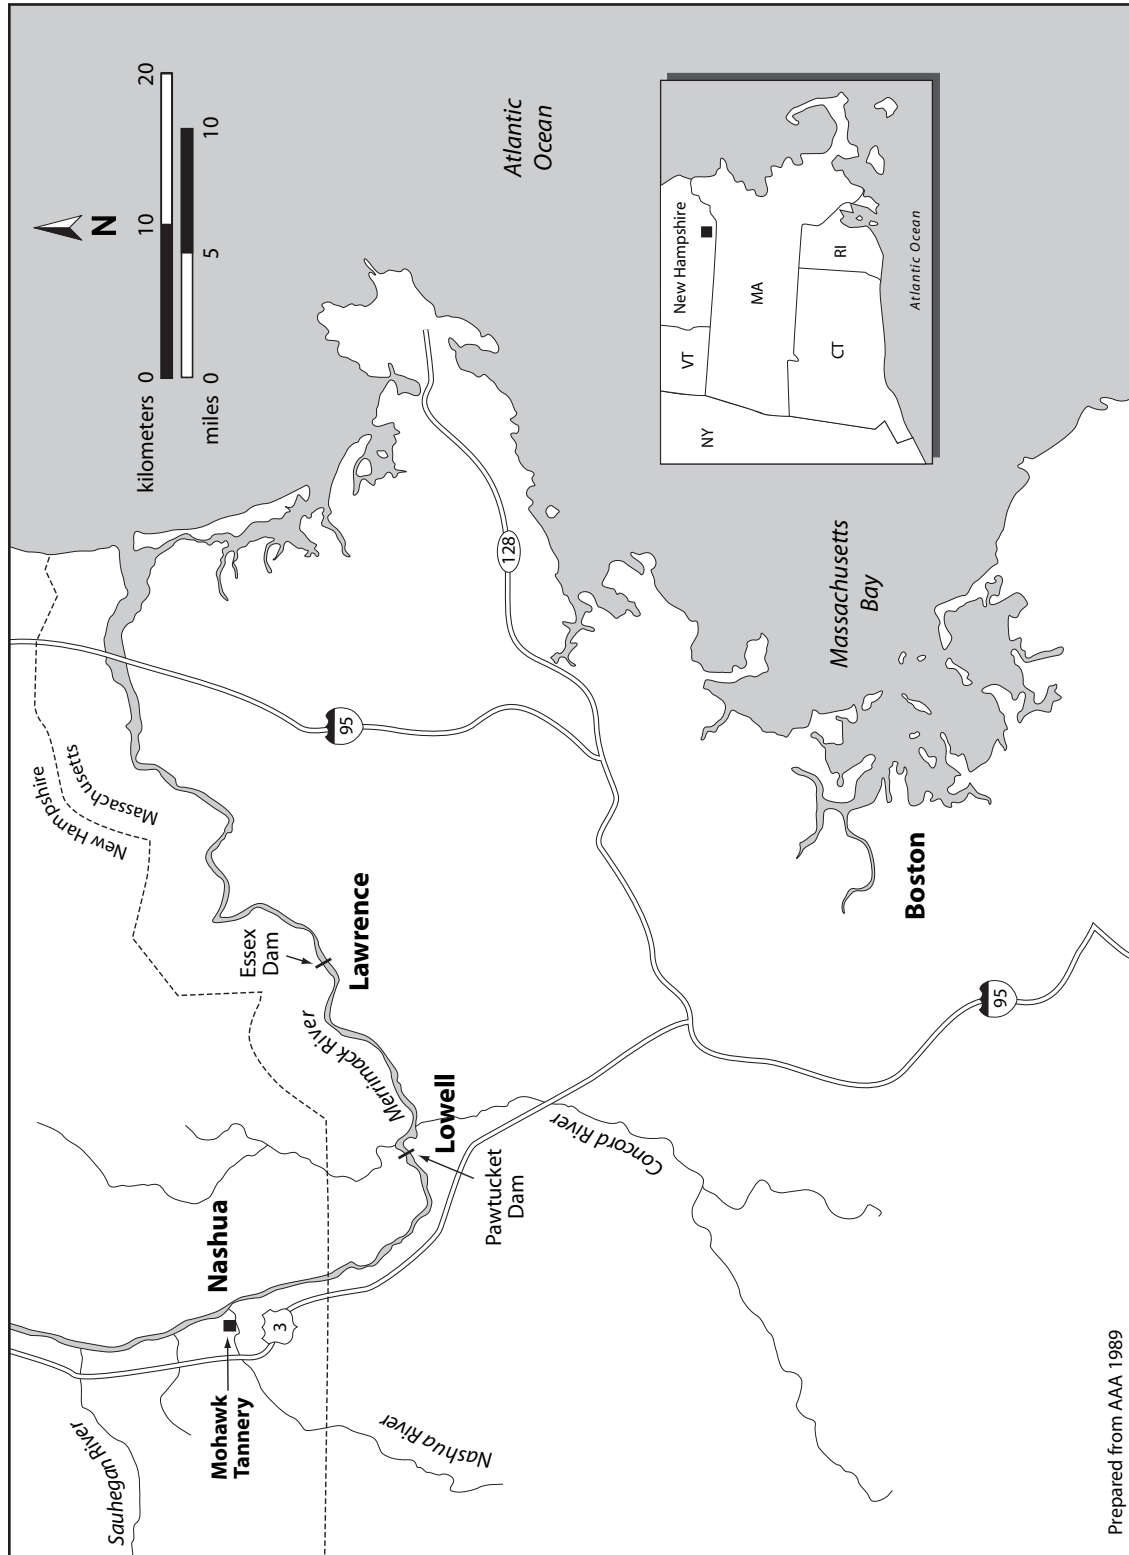 Sauhegan River
Mohawk
Tannery
Nashua River
3
Nashua
Pawtucket
Dam
Lowell
Concord River
Merrimack River
Essex
Dam
Lawrence
New Hampshire
Massachusetts
95
95
128
Boston
Massachusetts
Bay
Atlantic
Ocean
N
kilometers 0 10 20
miles 0 5 10
NY
VT
New Hampshire
MA
CT
RI
Atlantic Ocean
Prepared from AAA 1989